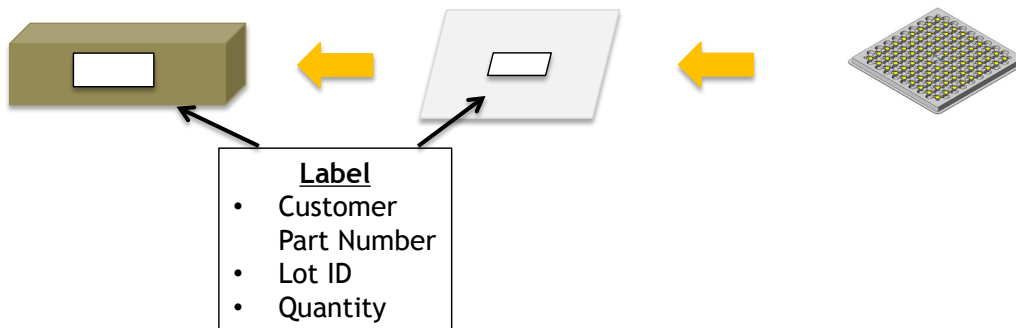 Label
• Customer
Part Number
• Lot ID
• Quantity